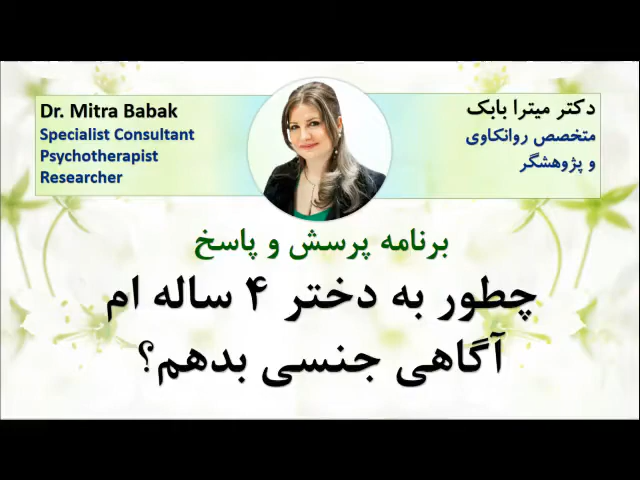 Dr. Mitra Babak
Specialist Consultant
Psychotherapist
Researcher
دکتر میترا بابک
متخصص روانکاوی
و پژوهشگر
برنامه پرسش و پاسخ
چطور به دختر ۴ ساله ام
آگاهی جنسی بدهم؟